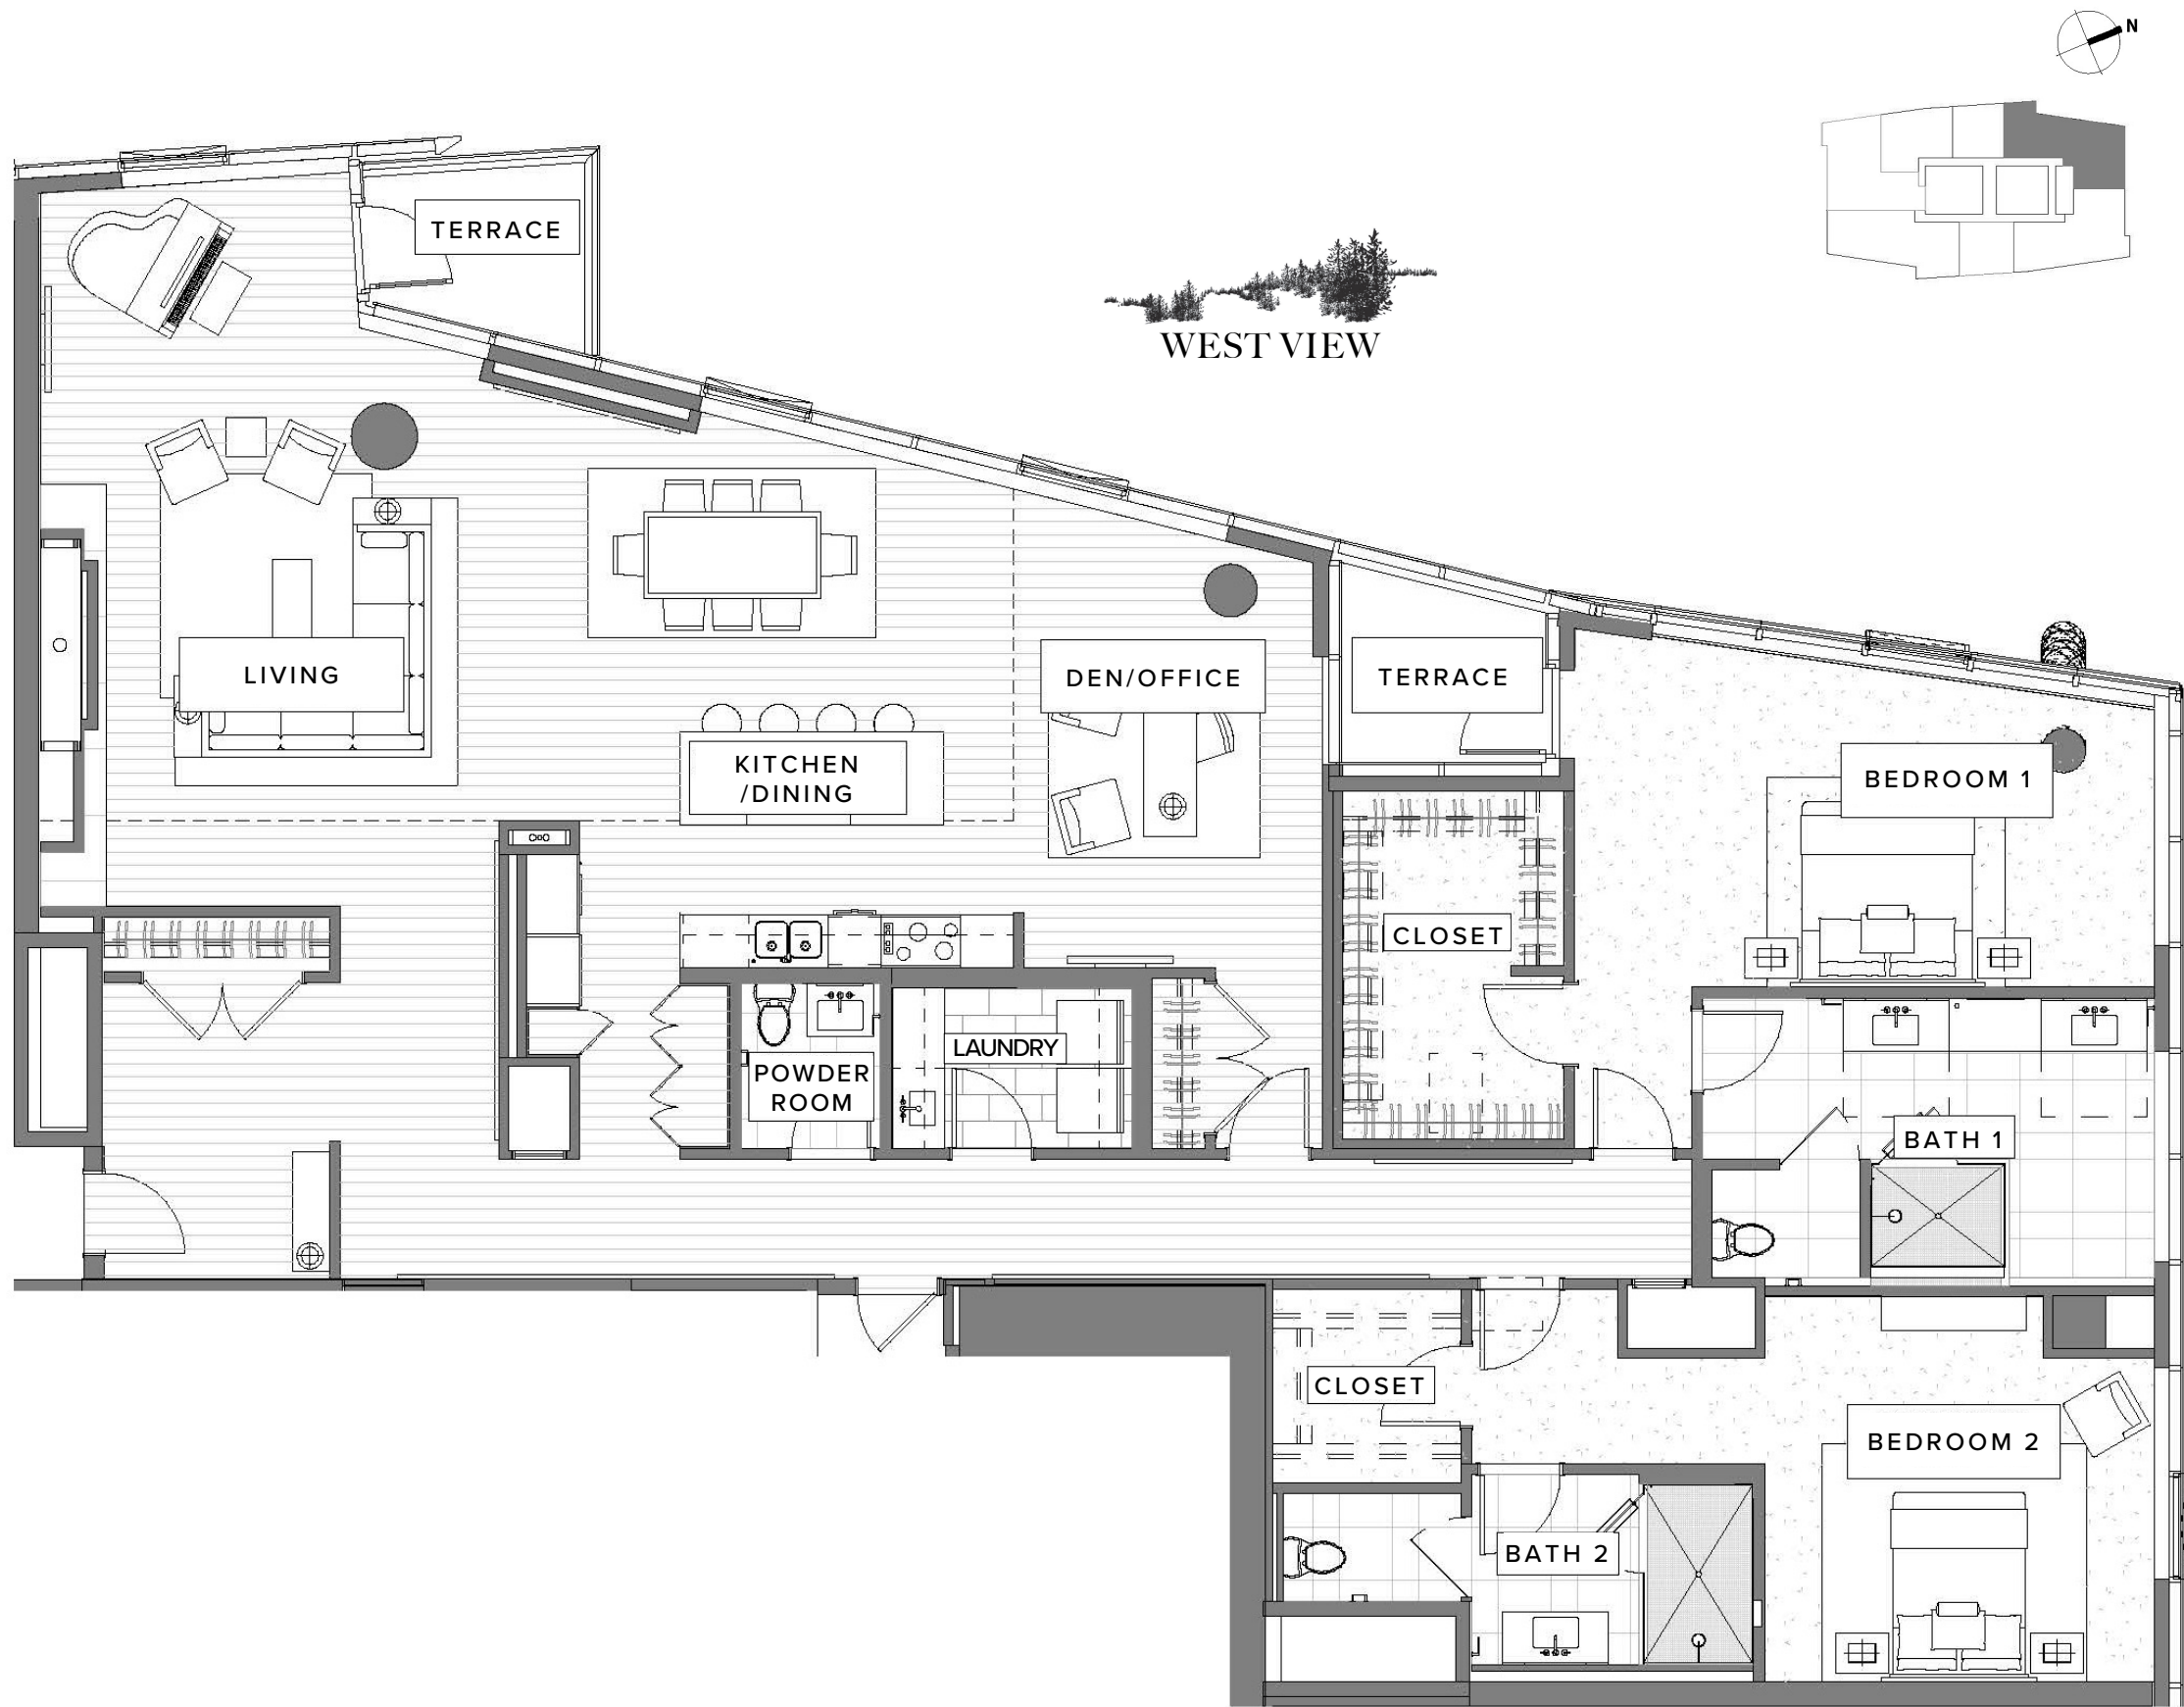 N
TERRACE
WEST VIEW
LIVING
DEN/OFFICE
TERRACE
KITCHEN
/DINING
BEDROOM 1
CLOSET
LAUNDRY
POWDER
ROOM
BATH 1
CLOSET
BEDROOM 2
BATH 2